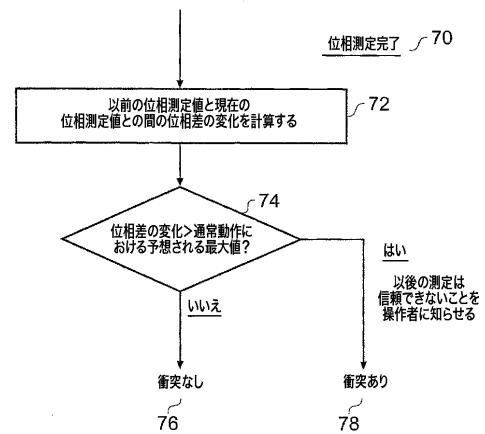 位相測定完了 70
以前の位相測定値と現在の
位相測定値との間の位相差の変化を計算する
72
74
位相差の変化>通常動作に
おける予想される最大値?
はい
以後の測定は
信頼できないことを
操作者に知らせる
いいえ
衝突なし
衝突あり
76
78